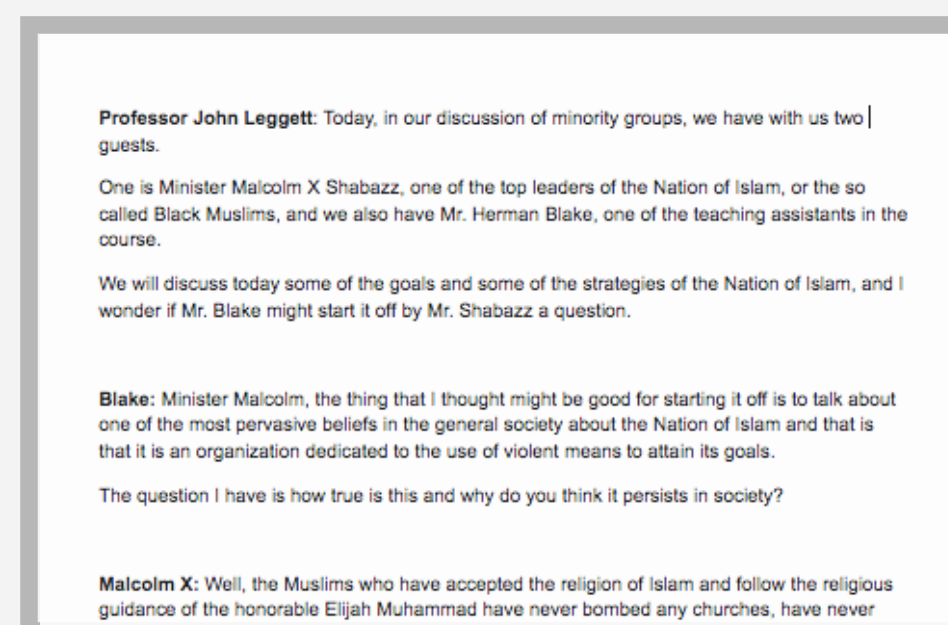 Professor John Leggett: Today, in our discussion of minority groups, we have with us two
guests.
One is Minister Malcolm X Shabazz, one of the top leaders of the Nation of Islam, or the so
called Black Muslims, and we also have Mr. Herman Blake, one of the teaching assistants in the
course.
We will discuss today some of the goals and some of the strategies of the Nation of Islam, and I
wonder if Mr. Blake might start it off by Mr. Shabazz a question.
Blake: Minister Malcolm, the thing that I thought might be good for starting it off is to talk about
one of the most pervasive beliefs in the general society about the Nation of Islam and that is
that it is an organization dedicated to the use of violent means to attain its goals.
The question I have is how true is this and why do you think it persists in society?
Malcolm X: Well, the Muslims who have accepted the religion of Islam and follow the religious
guidance of the honorable Elijah Muhammad have never bombed any churches, have never